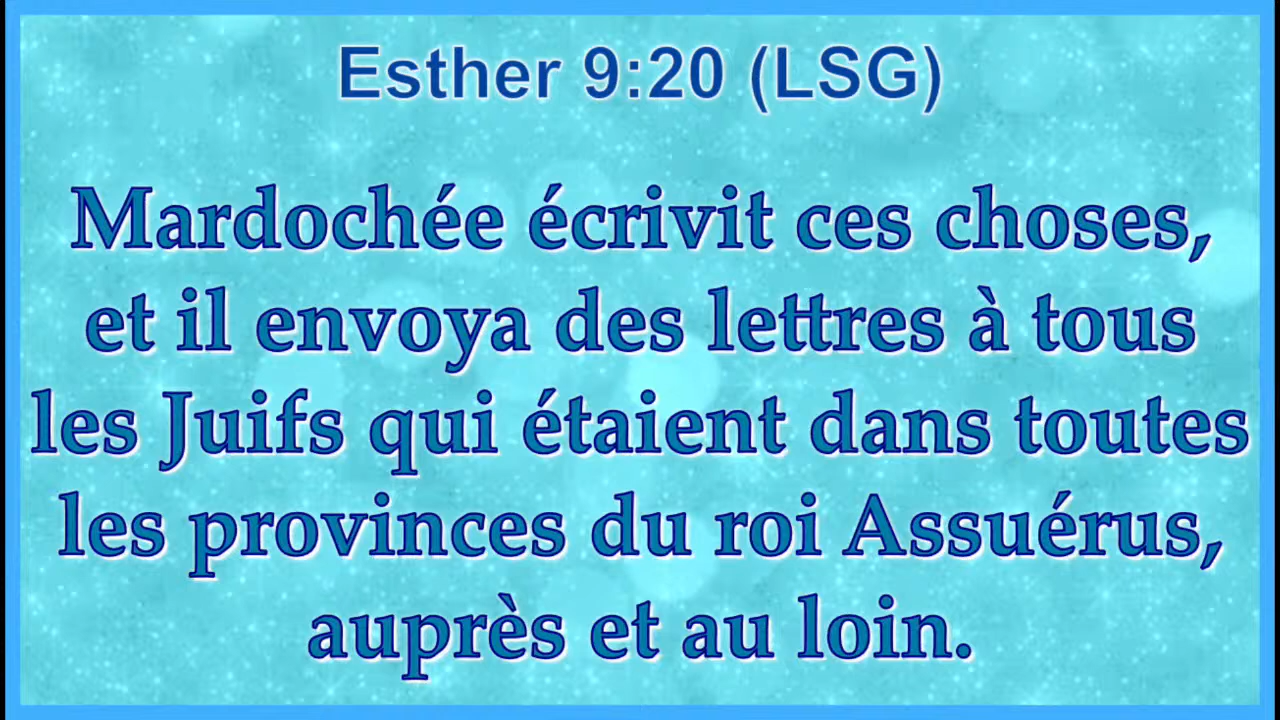 Esther 9:20 (LSG)
Mardochée écrivit ces choses,
et il envoya des lettres à tous
les Juifs qui étaient dans toutes
les provinces du roi Assuérus,
auprès et au loin.